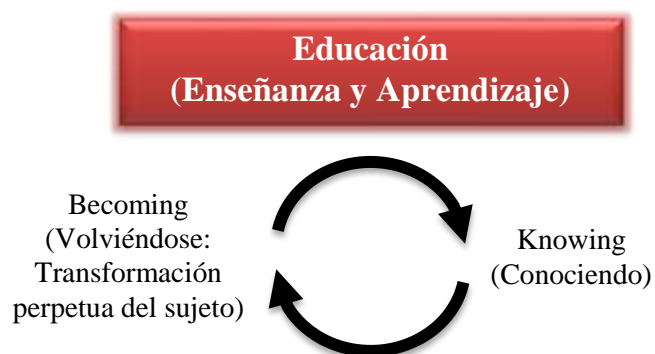 Educación
(Enseñanza y Aprendizaje)
Becoming
(Volviéndose:
Transformación
perpetua del sujeto)
Knowing
(Conociendo)